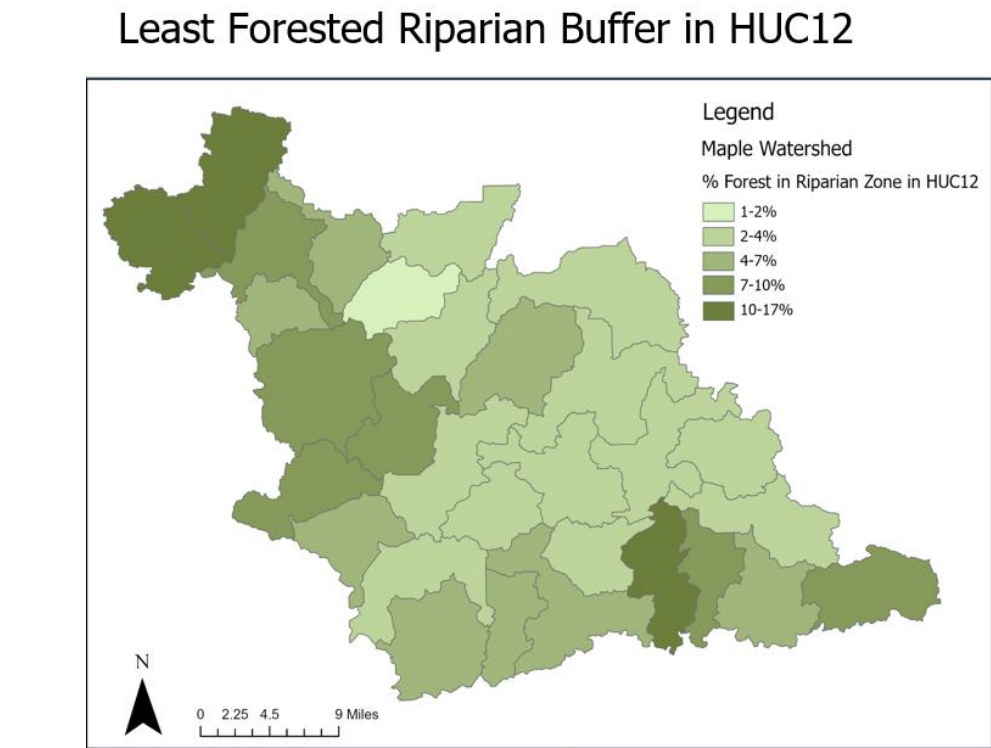 Least Forested Riparian Buffer in HUC12
Legend
Maple Watershed
% Forest in Riparian Zone in HUC12
1-2%
2-4%
4-7%
7-10%
10-17%
N
0 2.25 4.5 9 Miles